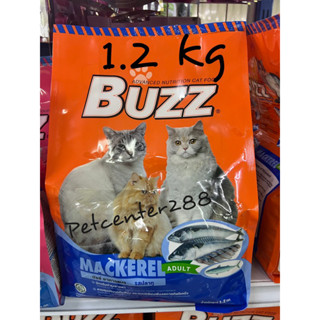 1.2 kg
ADVANCED NUTRITION CAT FOOD
BUZZ
Petcenter288
MACKEREL
ADULT